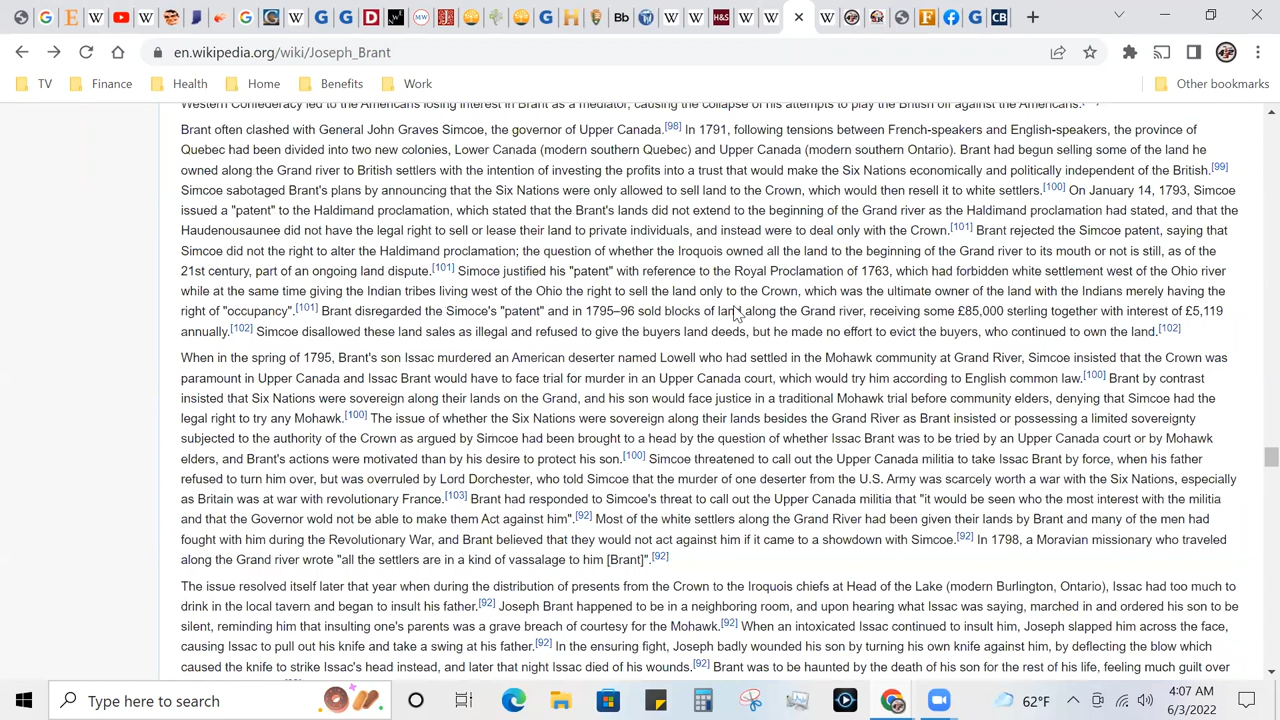 en.wikipedia.org/wiki/Joseph_Brant
TV Finance Health Home Benefits Work Other bookmarks
Western Confederacy led to the Americans losing interest in Brant as a mediator, causing the collapse of his attempts to play the British off against the Americans.
Brant often clashed with General John Graves Simcoe, the governor of Upper Canada.[98] In 1791, following tensions between French-speakers and English-speakers, the province of
Quebec had been divided into two new colonies, Lower Canada (modern southern Quebec) and Upper Canada (modern southern Ontario). Brant had begun selling some of the land he
owned along the Grand river to British settlers with the intention of investing the profits into a trust that would make the Six Nations economically and politically independent of the British.[99]
Simcoe sabotaged Brant's plans by announcing that the Six Nations were only allowed to sell land to the Crown, which would then resell it to white settlers.[100] On January 14, 1793, Simcoe
issued a "patent" to the Haldimand proclamation, which stated that the Brant's lands did not extend to the beginning of the Grand river as the Haldimand proclamation had stated, and that the
Haudenousaunee did not have the legal right to sell or lease their land to private individuals, and instead were to deal only with the Crown.[101] Brant rejected the Simcoe patent, saying that
Simcoe did not the right to alter the Haldimand proclamation; the question of whether the Iroquois owned all the land to the beginning of the Grand river to its mouth or not is still, as of the
21st century, part of an ongoing land dispute.[101] Simoce justified his "patent" with reference to the Royal Proclamation of 1763, which had forbidden white settlement west of the Ohio river
while at the same time giving the Indian tribes living west of the Ohio the right to sell the land only to the Crown, which was the ultimate owner of the land with the Indians merely having the
right of "occupancy".[101] Brant disregarded the Simoce's "patent" and in 1795–96 sold blocks of land along the Grand river, receiving some £85,000 sterling together with interest of £5,119
annually.[102] Simcoe disallowed these land sales as illegal and refused to give the buyers land deeds, but he made no effort to evict the buyers, who continued to own the land.[102]
When in the spring of 1795, Brant's son Issac murdered an American deserter named Lowell who had settled in the Mohawk community at Grand River, Simcoe insisted that the Crown was
paramount in Upper Canada and Issac Brant would have to face trial for murder in an Upper Canada court, which would try him according to English common law.[100] Brant by contrast
insisted that Six Nations were sovereign along their lands on the Grand, and his son would face justice in a traditional Mohawk trial before community elders, denying that Simcoe had the
legal right to try any Mohawk.[100] The issue of whether the Six Nations were sovereign along their lands besides the Grand River as Brant insisted or possessing a limited sovereignty
subjected to the authority of the Crown as argued by Simcoe had been brought to a head by the question of whether Issac Brant was to be tried by an Upper Canada court or by Mohawk
elders, and Brant's actions were motivated than by his desire to protect his son.[100] Simcoe threatened to call out the Upper Canada militia to take Issac Brant by force, when his father
refused to turn him over, but was overruled by Lord Dorchester, who told Simcoe that the murder of one deserter from the U.S. Army was scarcely worth a war with the Six Nations, especially
as Britain was at war with revolutionary France.[103] Brant had responded to Simcoe's threat to call out the Upper Canada militia that "it would be seen who the most interest with the militia
and that the Governor wold not be able to make them Act against him".[92] Most of the white settlers along the Grand River had been given their lands by Brant and many of the men had
fought with him during the Revolutionary War, and Brant believed that they would not act against him if it came to a showdown with Simcoe.[92] In 1798, a Moravian missionary who traveled
along the Grand river wrote "all the settlers are in a kind of vassalage to him [Brant]".[92]
The issue resolved itself later that year when during the distribution of presents from the Crown to the Iroquois chiefs at Head of the Lake (modern Burlington, Ontario), Issac had too much to
drink in the local tavern and began to insult his father.[92] Joseph Brant happened to be in a neighboring room, and upon hearing what Issac was saying, marched in and ordered his son to be
silent, reminding him that insulting one's parents was a grave breach of courtesy for the Mohawk.[92] When an intoxicated Issac continued to insult him, Joseph slapped him across the face,
causing Issac to pull out his knife and take a swing at his father.[92] In the ensuring fight, Joseph badly wounded his son by turning his own knife against him, by deflecting the blow which
caused the knife to strike Issac's head instead, and later that night Issac died of his wounds.[92] Brant was to be haunted by the death of his son for the rest of his life, feeling much guilt over
Type here to search
62°F
4:07 AM
6/3/2022